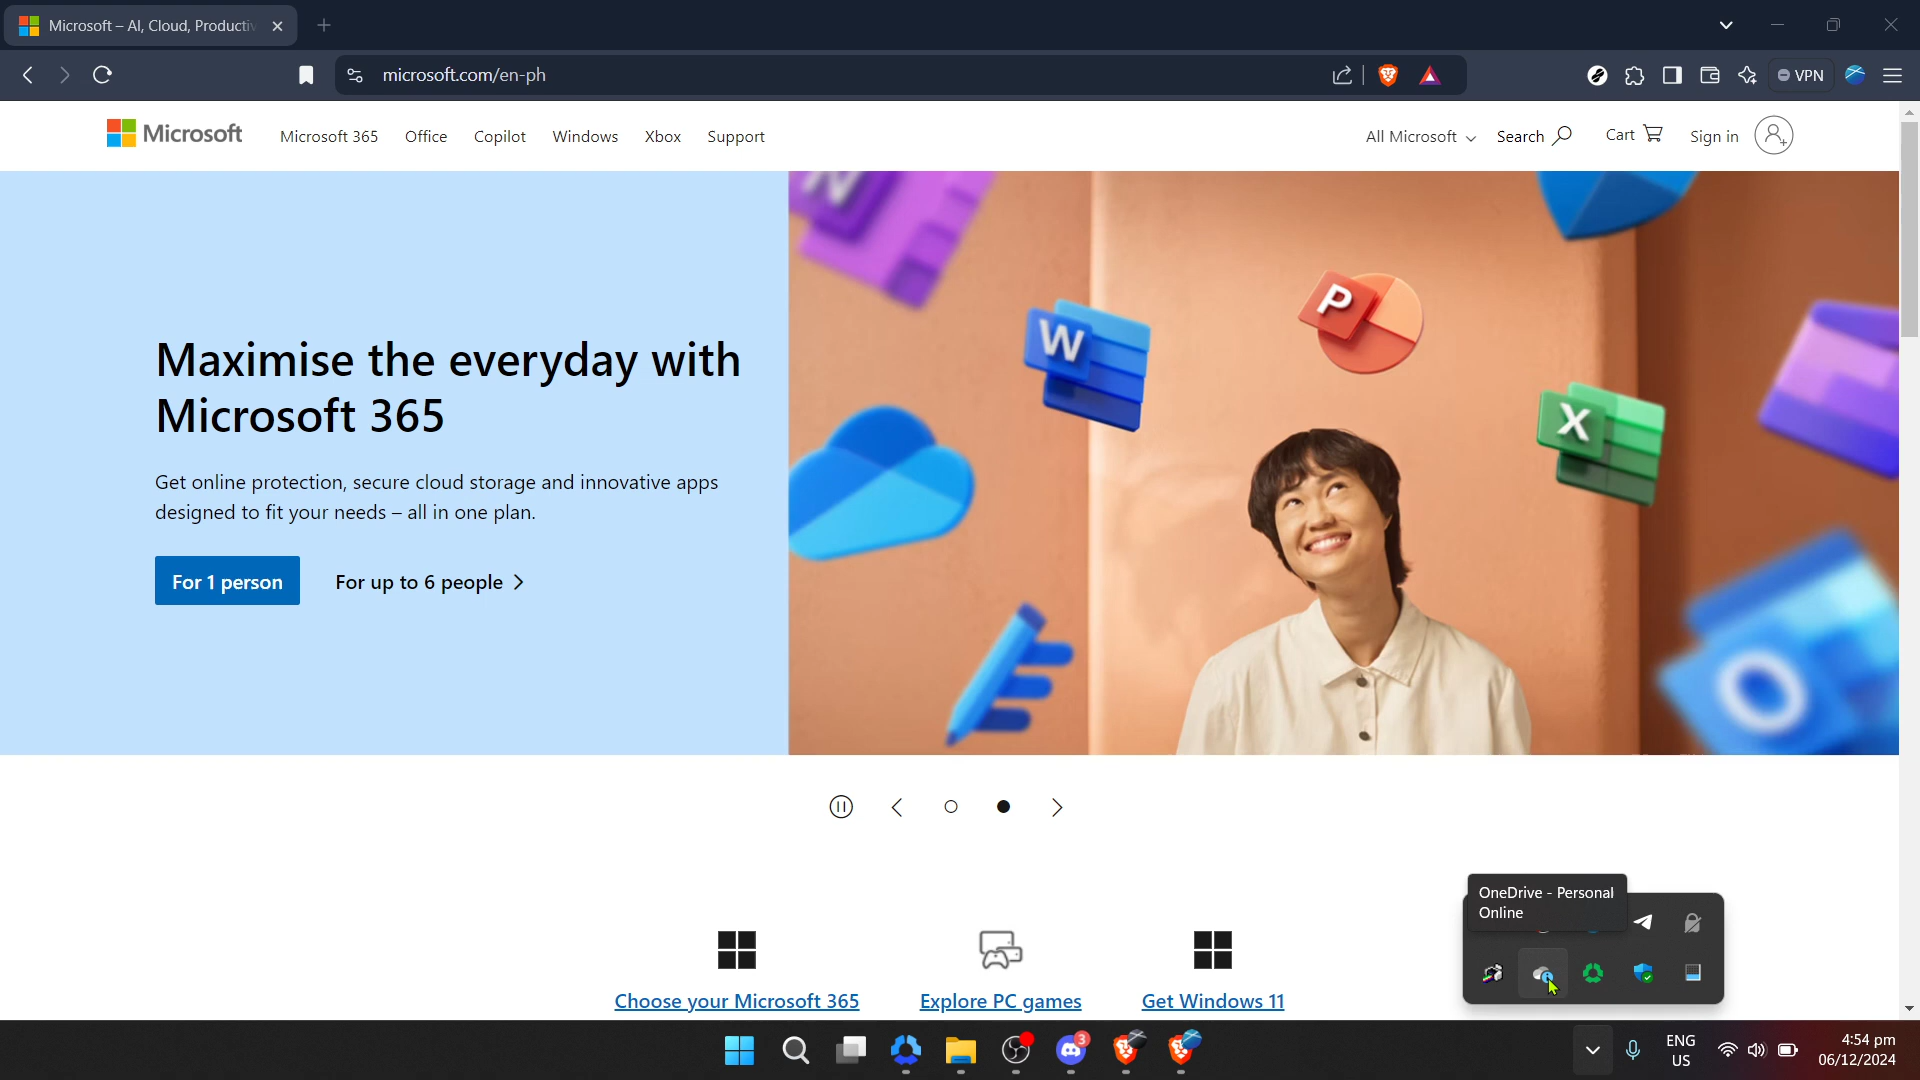 Microsoft – AI, Cloud, Productiv
microsoft.com/en-ph
VPN
Microsoft
Microsoft 365
Office
Copilot
Windows
Xbox
Support
All Microsoft
Search
Cart
Sign in
N
W
P
X
O
Maximise the everyday with
Microsoft 365
Get online protection, secure cloud storage and innovative apps
designed to fit your needs – all in one plan.
For 1 person
For up to 6 people
Choose your Microsoft 365
Explore PC games
Get Windows 11
OneDrive - Personal
Online
3
ENG
US
4:54 pm
06/12/2024